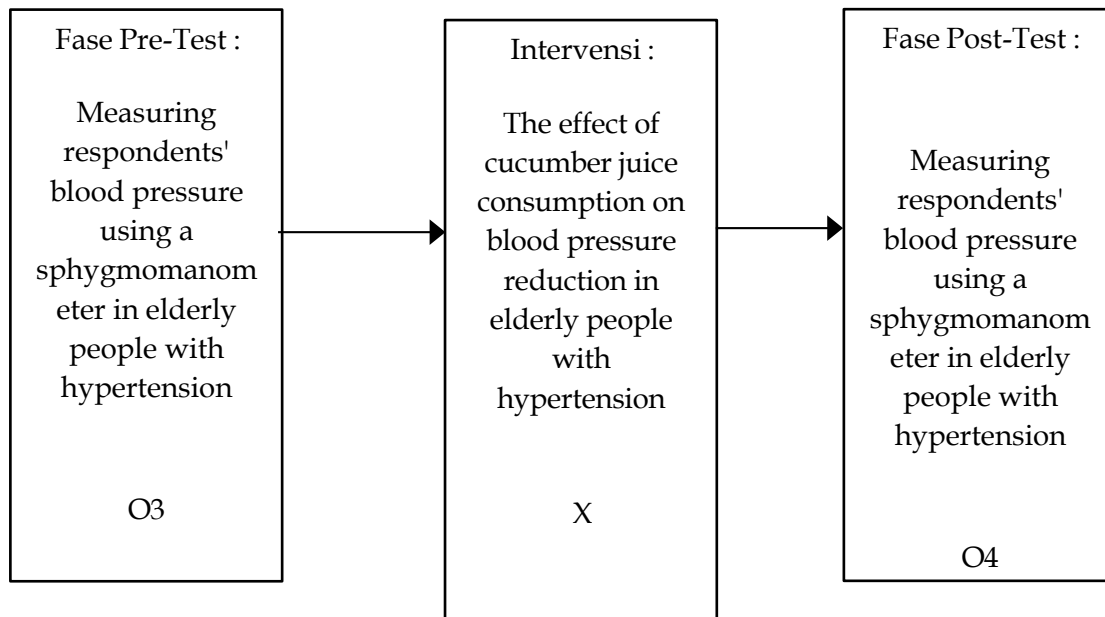 Fase Pre-Test :
Measuring
respondents'
blood pressure
using a
sphygmomanom
eter in elderly
people with
hypertension
O3
Intervensi :
The effect of
cucumber juice
consumption on
blood pressure
reduction in
elderly people
with
hypertension
X
Fase Post-Test :
Measuring
respondents'
blood pressure
using a
sphygmomanom
eter in elderly
people with
hypertension
O4